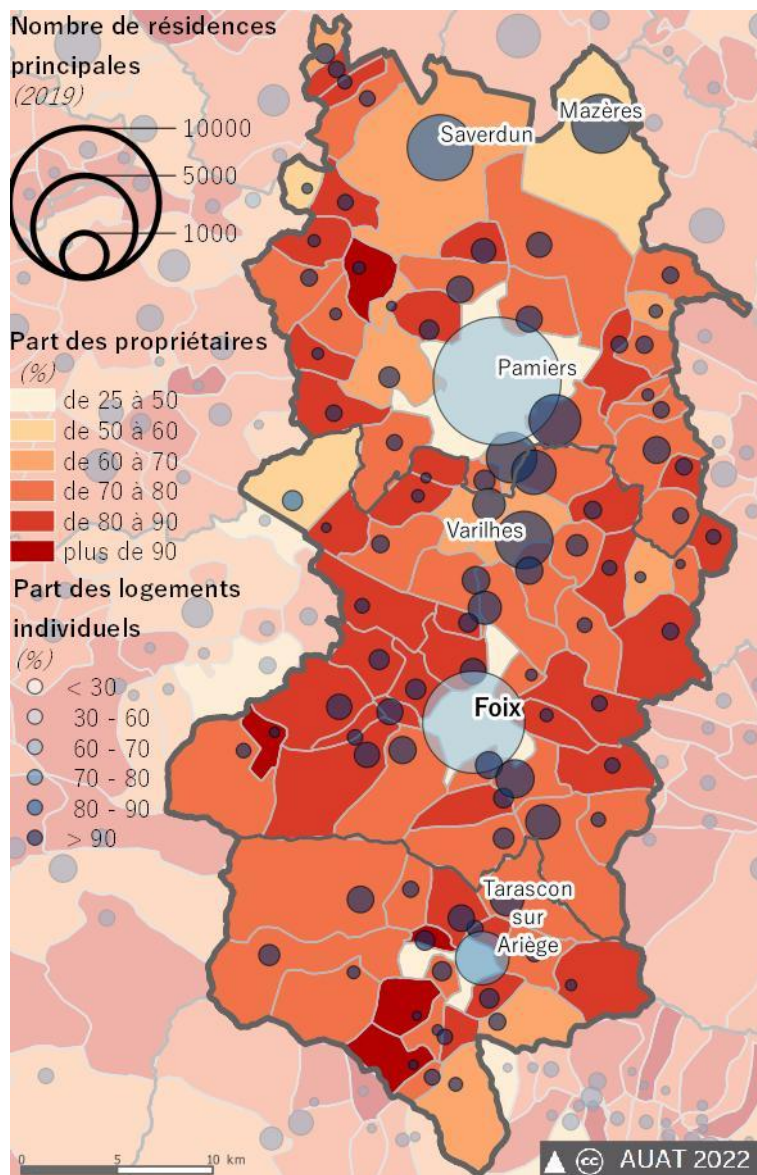 Nombre de résidences
principales
(2019)
10000
5000
1000
Part des propriétaires
(%)
de 25 à 50
de 50 à 60
de 60 à 70
de 70 à 80
de 80 à 90
plus de 90
Part des logements
individuels
(%)
< 30
30 - 60
60 - 70
70 - 80
80 - 90
> 90
Mazères
Saverdun
Pamiers
Varilhes
Foix
Tarascon
sur
Ariège
0 5 10 km
cc AUAT 2022